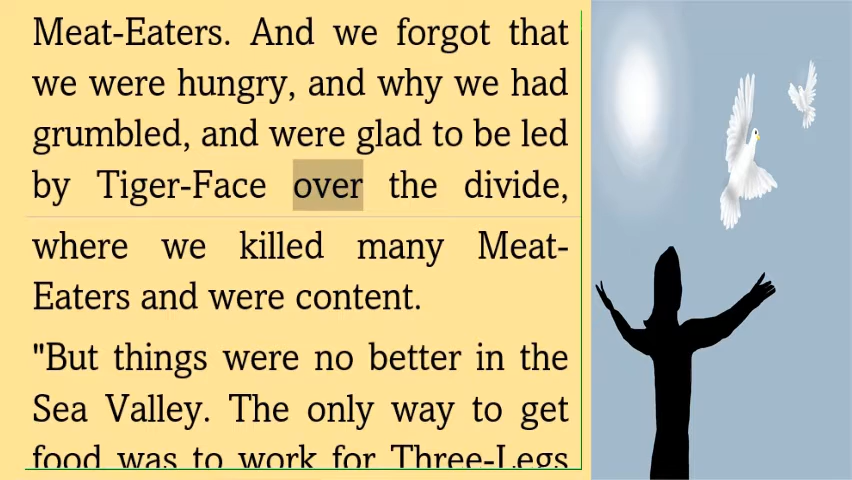 Meat-Eaters. And we forgot that
we were hungry, and why we had
grumbled, and were glad to be led
by Tiger-Face over the divide,
where we killed many Meat-
Eaters and were content.
"But things were no better in the
Sea Valley. The only way to get
food was to work for Three-Legs